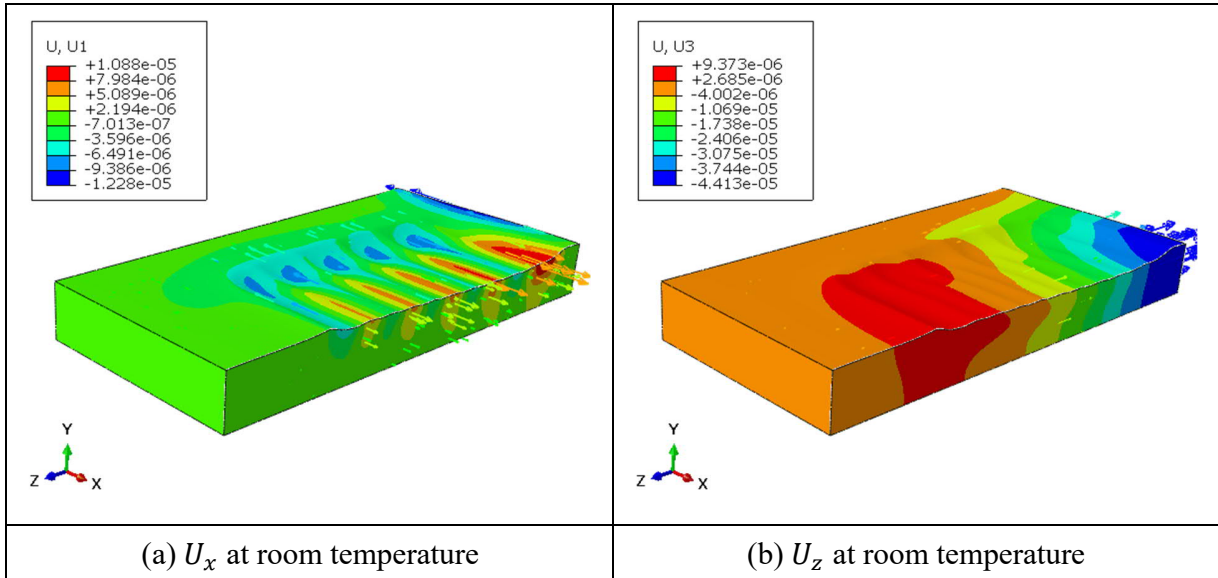 U, U1
+1.088e-05
+7.984e-06
+5.089e-06
+2.194e-06
-7.013e-07
-3.596e-06
-6.491e-06
-9.386e-06
-1.228e-05
Y
Z
X
U, U3
+9.373e-06
+2.685e-06
-4.002e-06
-1.069e-05
-1.738e-05
-2.406e-05
-3.075e-05
-3.744e-05
-4.413e-05
Y
Z
X
(a) 𝑈𝑥 at room temperature
(b) 𝑈𝑧 at room temperature